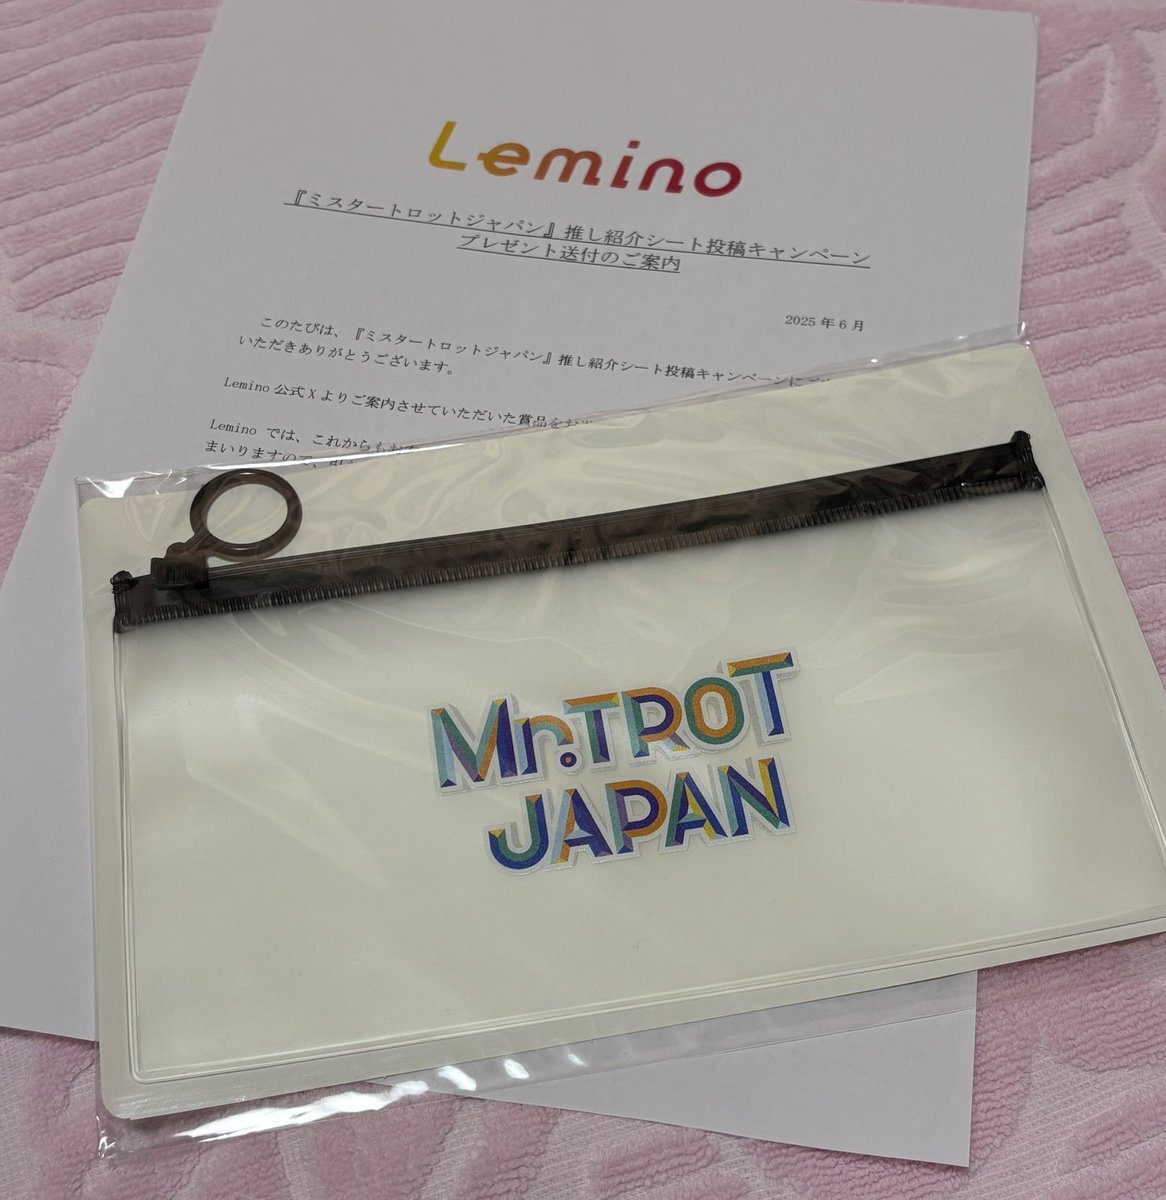 Lemino
『ミスタートロットジャパン』推し紹介シート投稿キャンペーン
プレゼント送付のご案内
2025 年 6 月
このたびは、『ミスタートロットジャパン』推し紹介シート投稿キャンペーンに
いただきありがとうございます。
Lemino 公式 X よりご案内させていただいた賞品をお
Lemino では、これからも
まいりますので、
Mr.TROT
JAPAN